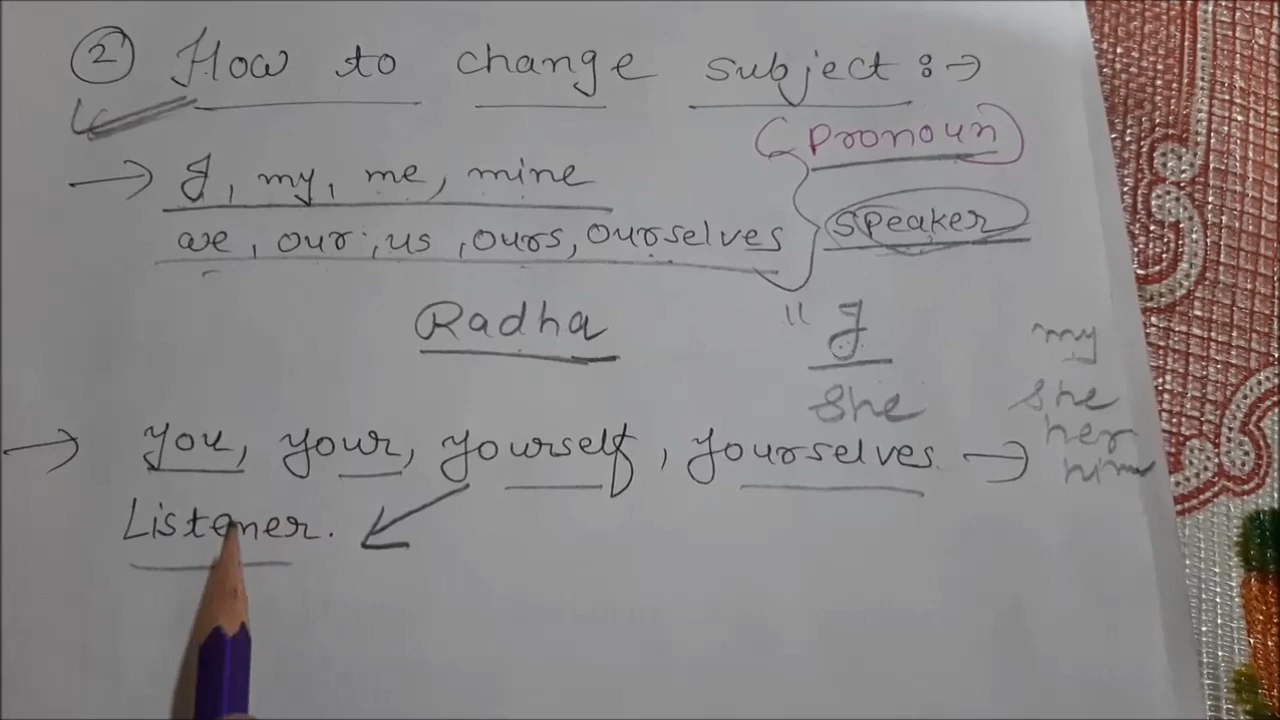 ② How to change subject :→
(Pronoun)
→ I, my, me, mine
we, our, us, ours, ourselves } speaker
Radha " I my
she she
her
him
→ you, your, yourself, yourselves →
Listener.